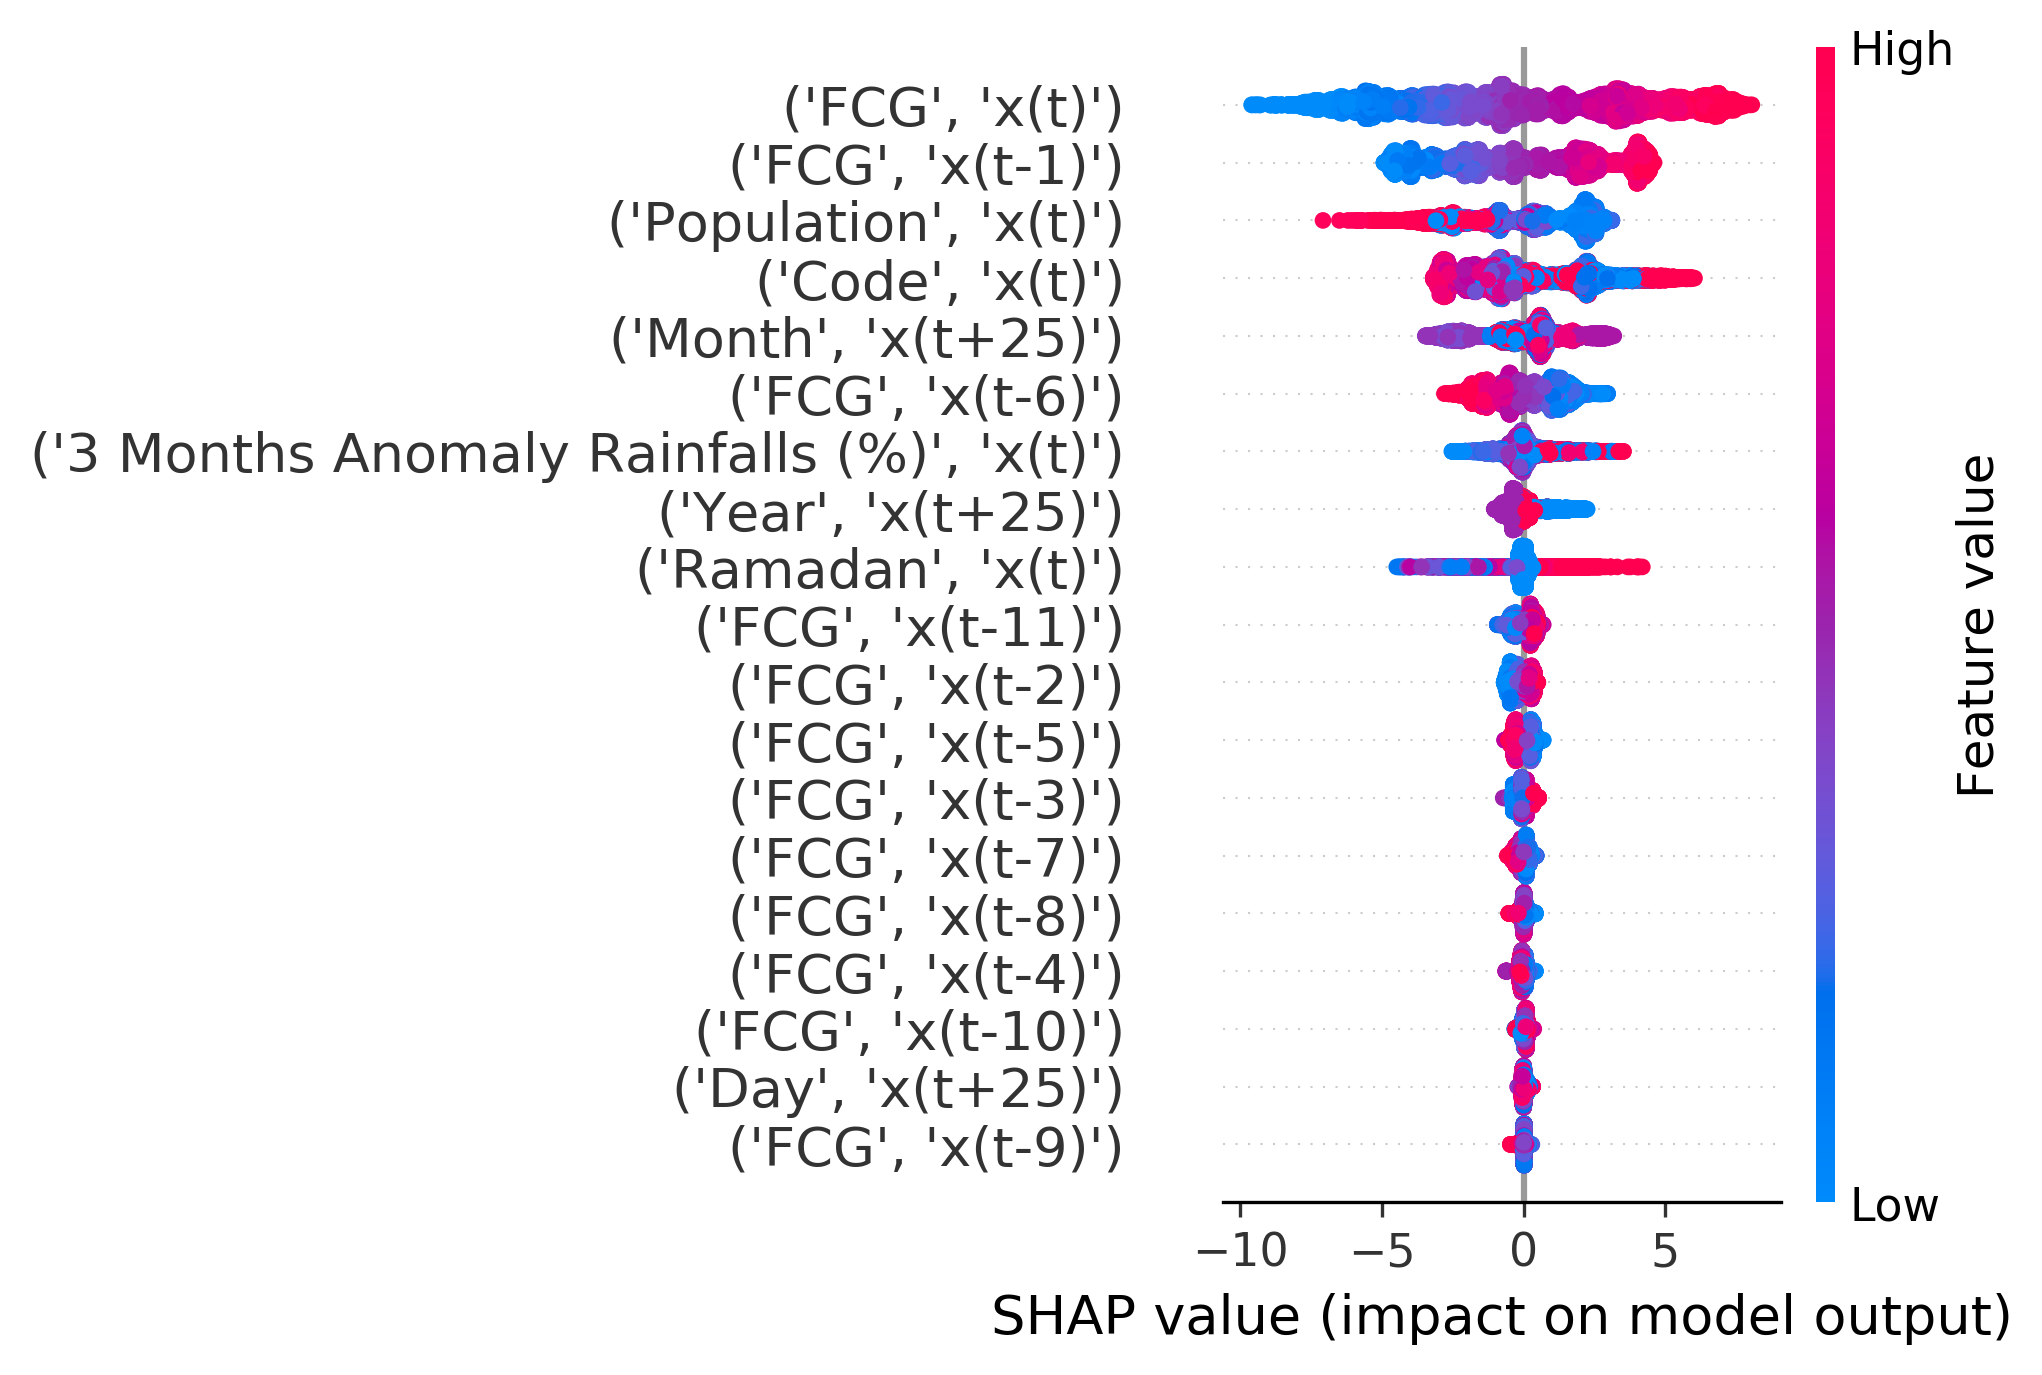 High
('FCG', 'x(t)')
('FCG', 'x(t-1)')
('Population', 'x(t)')
('Code', 'x(t)')
('Month', 'x(t+25)')
('FCG', 'x(t-6)')
('3 Months Anomaly Rainfalls (%)', 'x(t)')
('Year', 'x(t+25)')
('Ramadan', 'x(t)')
('FCG', 'x(t-11)')
('FCG', 'x(t-2)')
('FCG', 'x(t-5)')
('FCG', 'x(t-3)')
('FCG', 'x(t-7)')
('FCG', 'x(t-8)')
('FCG', 'x(t-4)')
('FCG', 'x(t-10)')
('Day', 'x(t+25)')
('FCG', 'x(t-9)')
Feature value
Low
−10 −5 0 5
SHAP value (impact on model output)